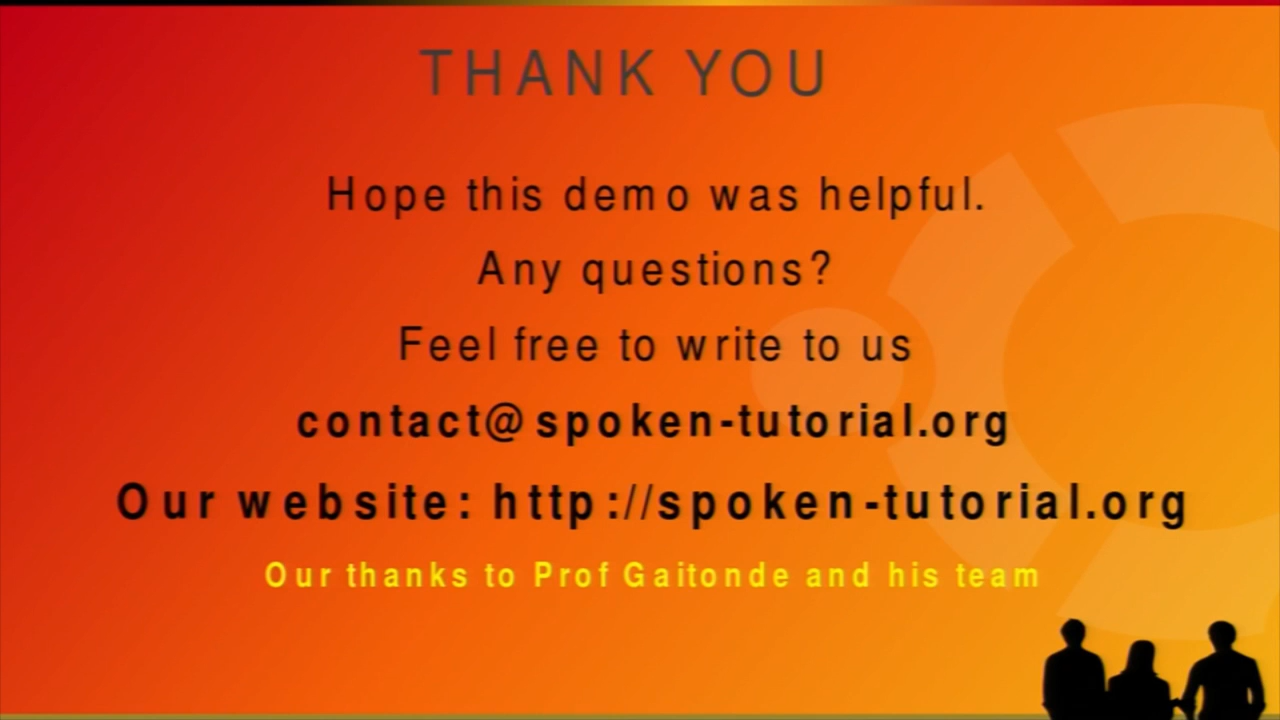 THANK YOU
Hope this demo was helpful.
Any questions?
Feel free to write to us
contact@spoken-tutorial.org
Our website: http://spoken-tutorial.org
Our thanks to Prof Gaitonde and his team